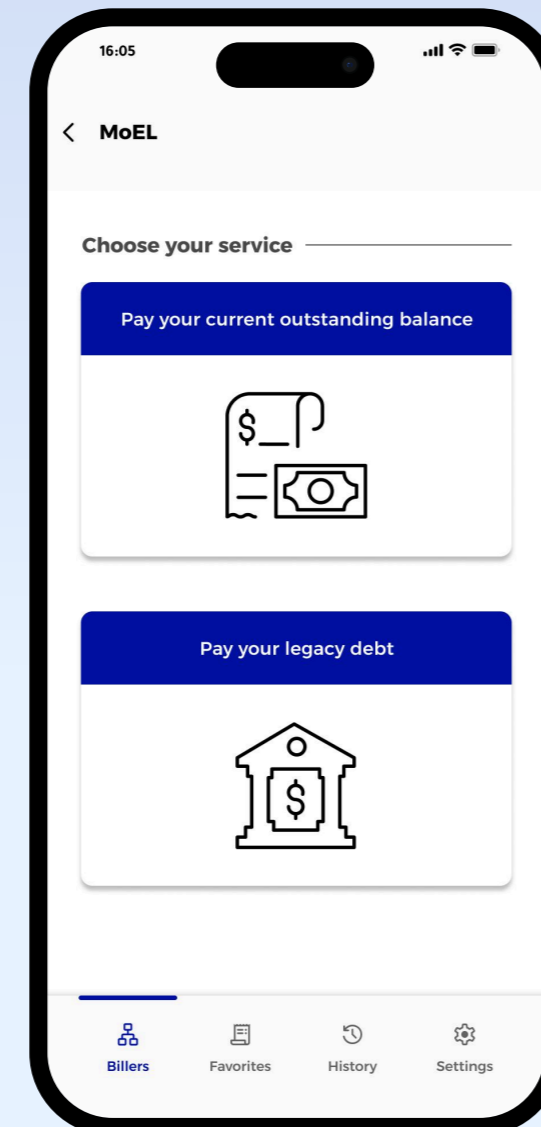 16:05
MoEL
Choose your service
Pay your current outstanding balance
$
Pay your legacy debt
$
Billers Favorites History Settings